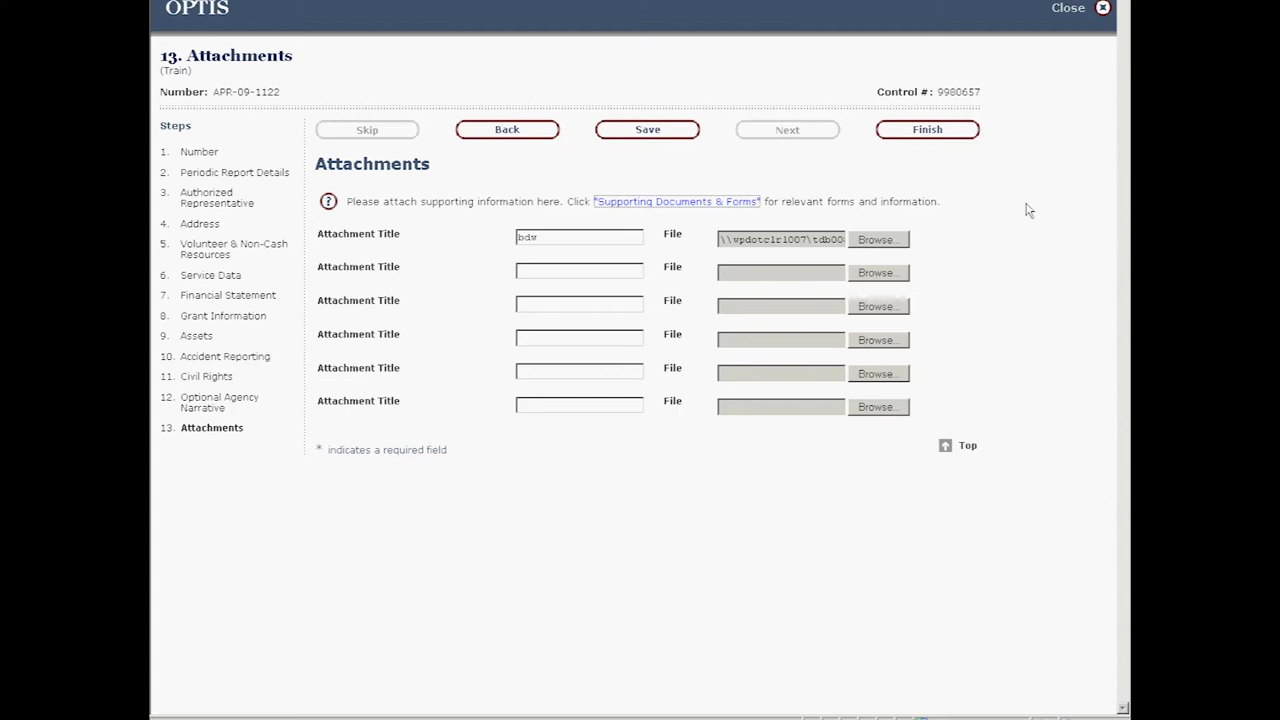 OPTIS
Close
13. Attachments
(Train)
Number: APR-09-1122
Control #: 9980657
Steps
Skip
Back
Save
Next
Finish
1. Number
2. Periodic Report Details
3. Authorized
Representative
4. Address
5. Volunteer & Non-Cash
Resources
6. Service Data
7. Financial Statement
8. Grant Information
9. Assets
10. Accident Reporting
11. Civil Rights
12. Optional Agency
Narrative
13. Attachments
Attachments
? Please attach supporting information here. Click "Supporting Documents & Forms" for relevant forms and information.
Attachment Title bdw File \\wpdotclr1007\tdb00 Browse...
Attachment Title File Browse...
Attachment Title File Browse...
Attachment Title File Browse...
Attachment Title File Browse...
Attachment Title File Browse...
* indicates a required field
Top